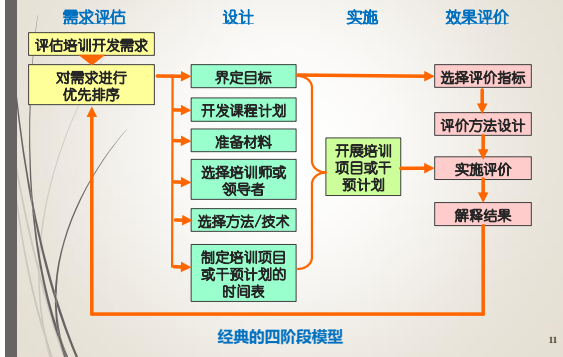 需求评估
设计
实施
效果评价
评估培训开发需求
对需求进行
优先排序
界定目标
开发课程计划
准备材料
选择培训师或
领导者
选择方法/技术
制定培训项目
或干预计划的
时间表
开展培训
项目或干
预计划
选择评价指标
评价方法设计
实施评价
解释结果
经典的四阶段模型
11